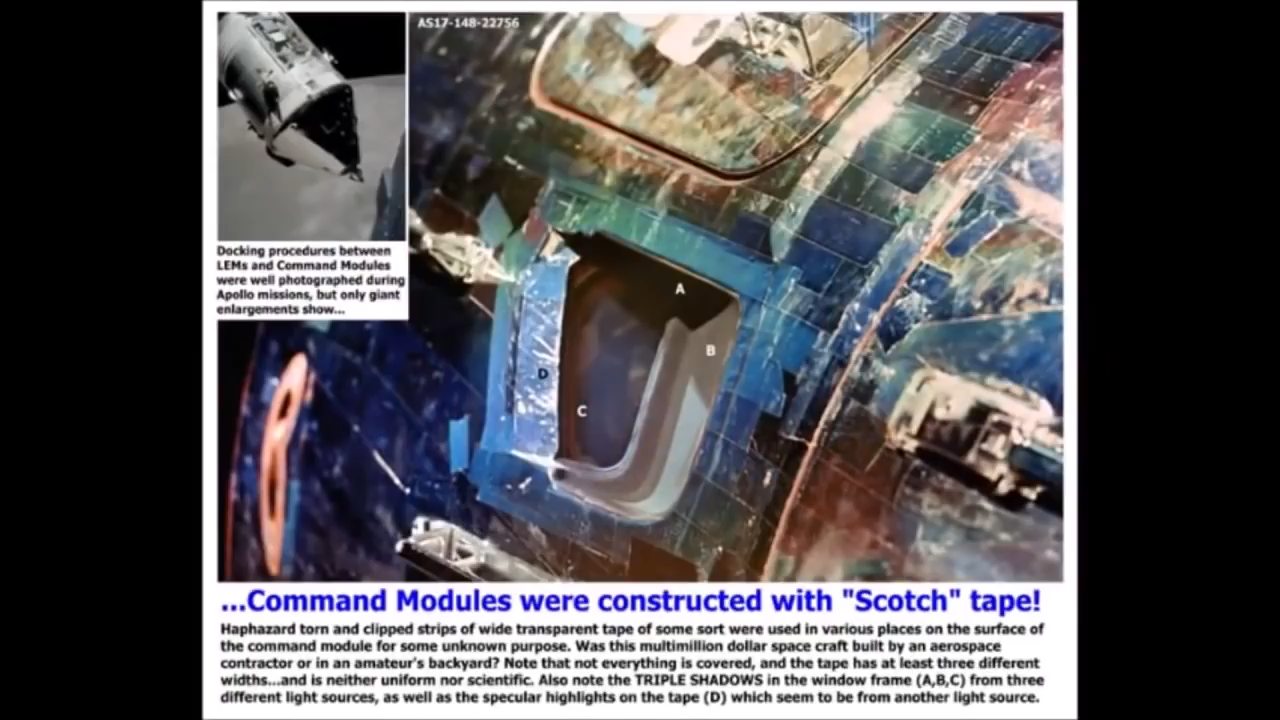 AS17-148-22756
Docking procedures between
LEMs and Command Modules
were well photographed during
Apollo missions, but only giant
enlargements show...
A
B
D
C
...Command Modules were constructed with "Scotch" tape!
Haphazard torn and clipped strips of wide transparent tape of some sort were used in various places on the surface of
the command module for some unknown purpose. Was this multimillion dollar space craft built by an aerospace
contractor or in an amateur's backyard? Note that not everything is covered, and the tape has at least three different
widths...and is neither uniform nor scientific. Also note the TRIPLE SHADOWS in the window frame (A,B,C) from three
different light sources, as well as the specular highlights on the tape (D) which seem to be from another light source.